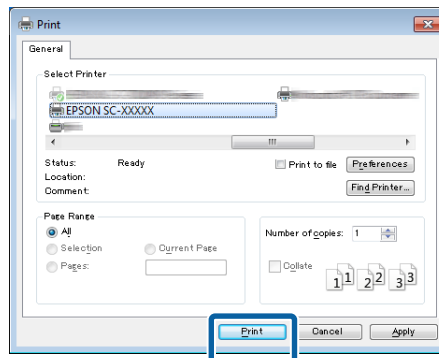 Print
General
Select Printer
EPSON SC-XXXXX
Status: Ready
Print to file
Preferences
Location:
Comment:
Find Printer...
Page Range
All
Selection
Current Page
Pages:
Number of copies: 1
Collate
1 1 2 2 3 3
Print
Cancel
Apply